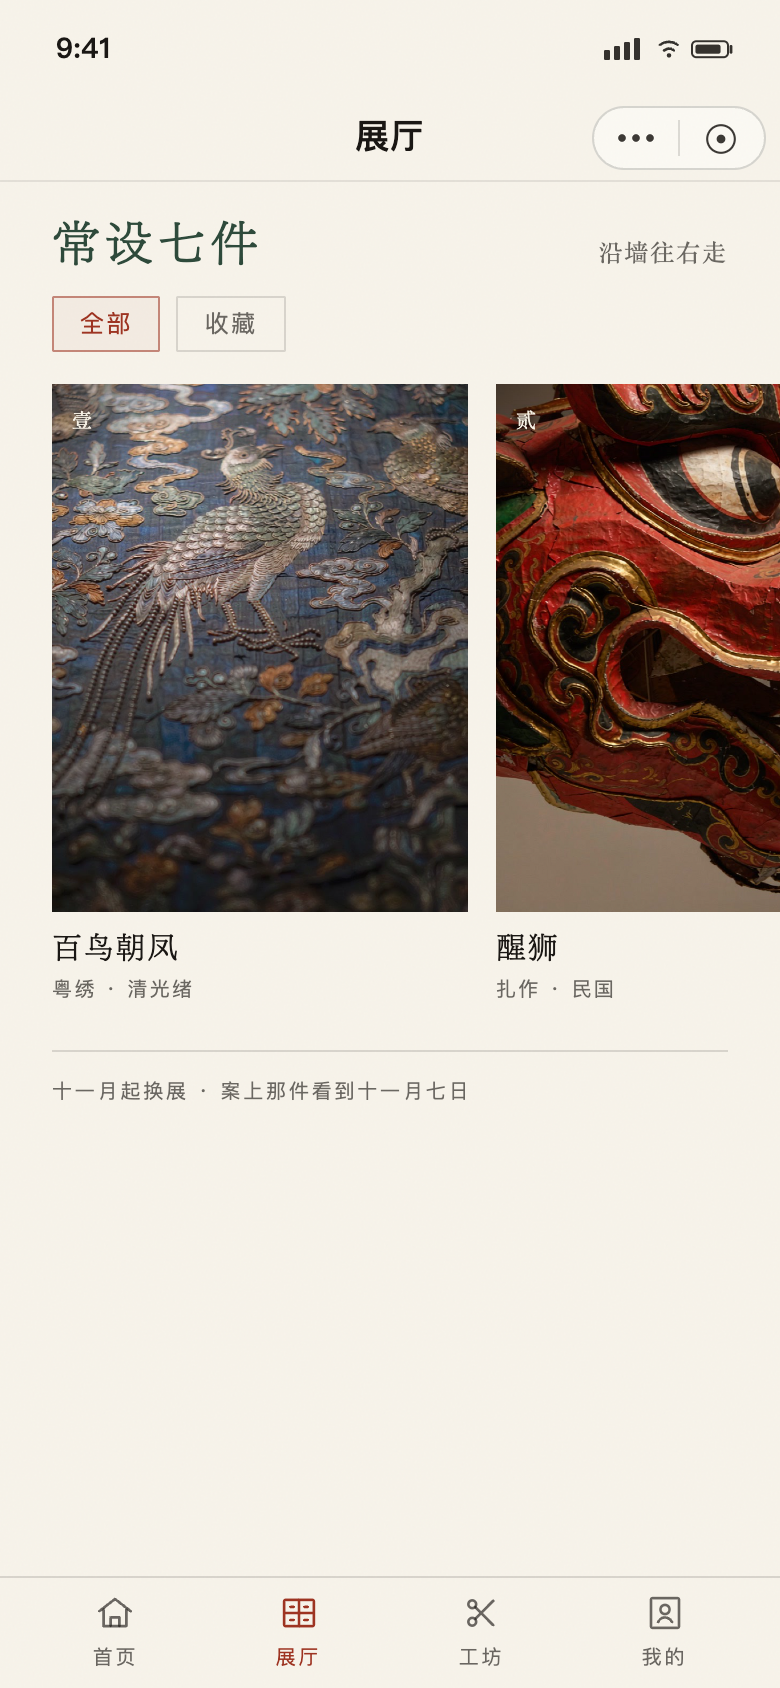 9:41
展厅
常设七件
沿墙往右走
全部
收藏
壹
贰
百鸟朝凤
粤绣 · 清光绪
醒狮
扎作 · 民国
十一月起换展 · 案上那件看到十一月七日
首页
展厅
工坊
我的